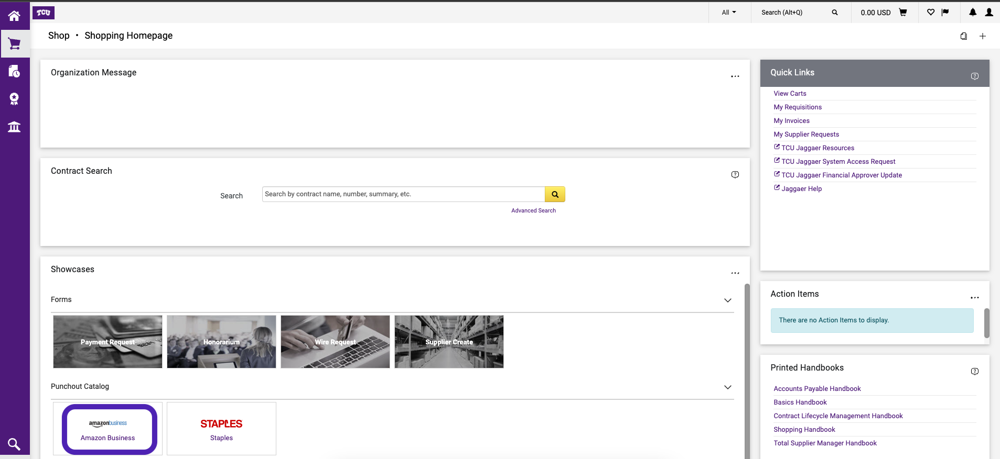 TCU
All
Search (Alt+Q)
0.00 USD
Shop • Shopping Homepage
Organization Message
Contract Search
Search
Search by contract name, number, summary, etc.
Advanced Search
Showcases
Forms
Payment Request
Honorarium
Wire Request
Supplier Create
Punchout Catalog
amazonbusiness
Amazon Business
STAPLES
Staples
Quick Links
View Carts
My Requisitions
My Invoices
My Supplier Requests
TCU Jaggaer Resources
TCU Jaggaer System Access Request
TCU Jaggaer Financial Approver Update
Jaggaer Help
Action Items
There are no Action Items to display.
Printed Handbooks
Accounts Payable Handbook
Basics Handbook
Contract Lifecycle Management Handbook
Shopping Handbook
Total Supplier Manager Handbook